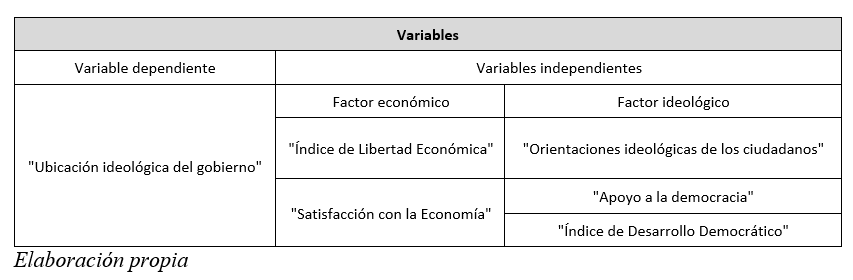 Variables
Variable dependiente
Variables independientes
Factor económico
Factor ideológico
"Ubicación ideológica del gobierno"
"Índice de Libertad Económica"
"Orientaciones ideológicas de los ciudadanos"
"Satisfacción con la Economía"
"Apoyo a la democracia"
"Índice de Desarrollo Democrático"
Elaboración propia